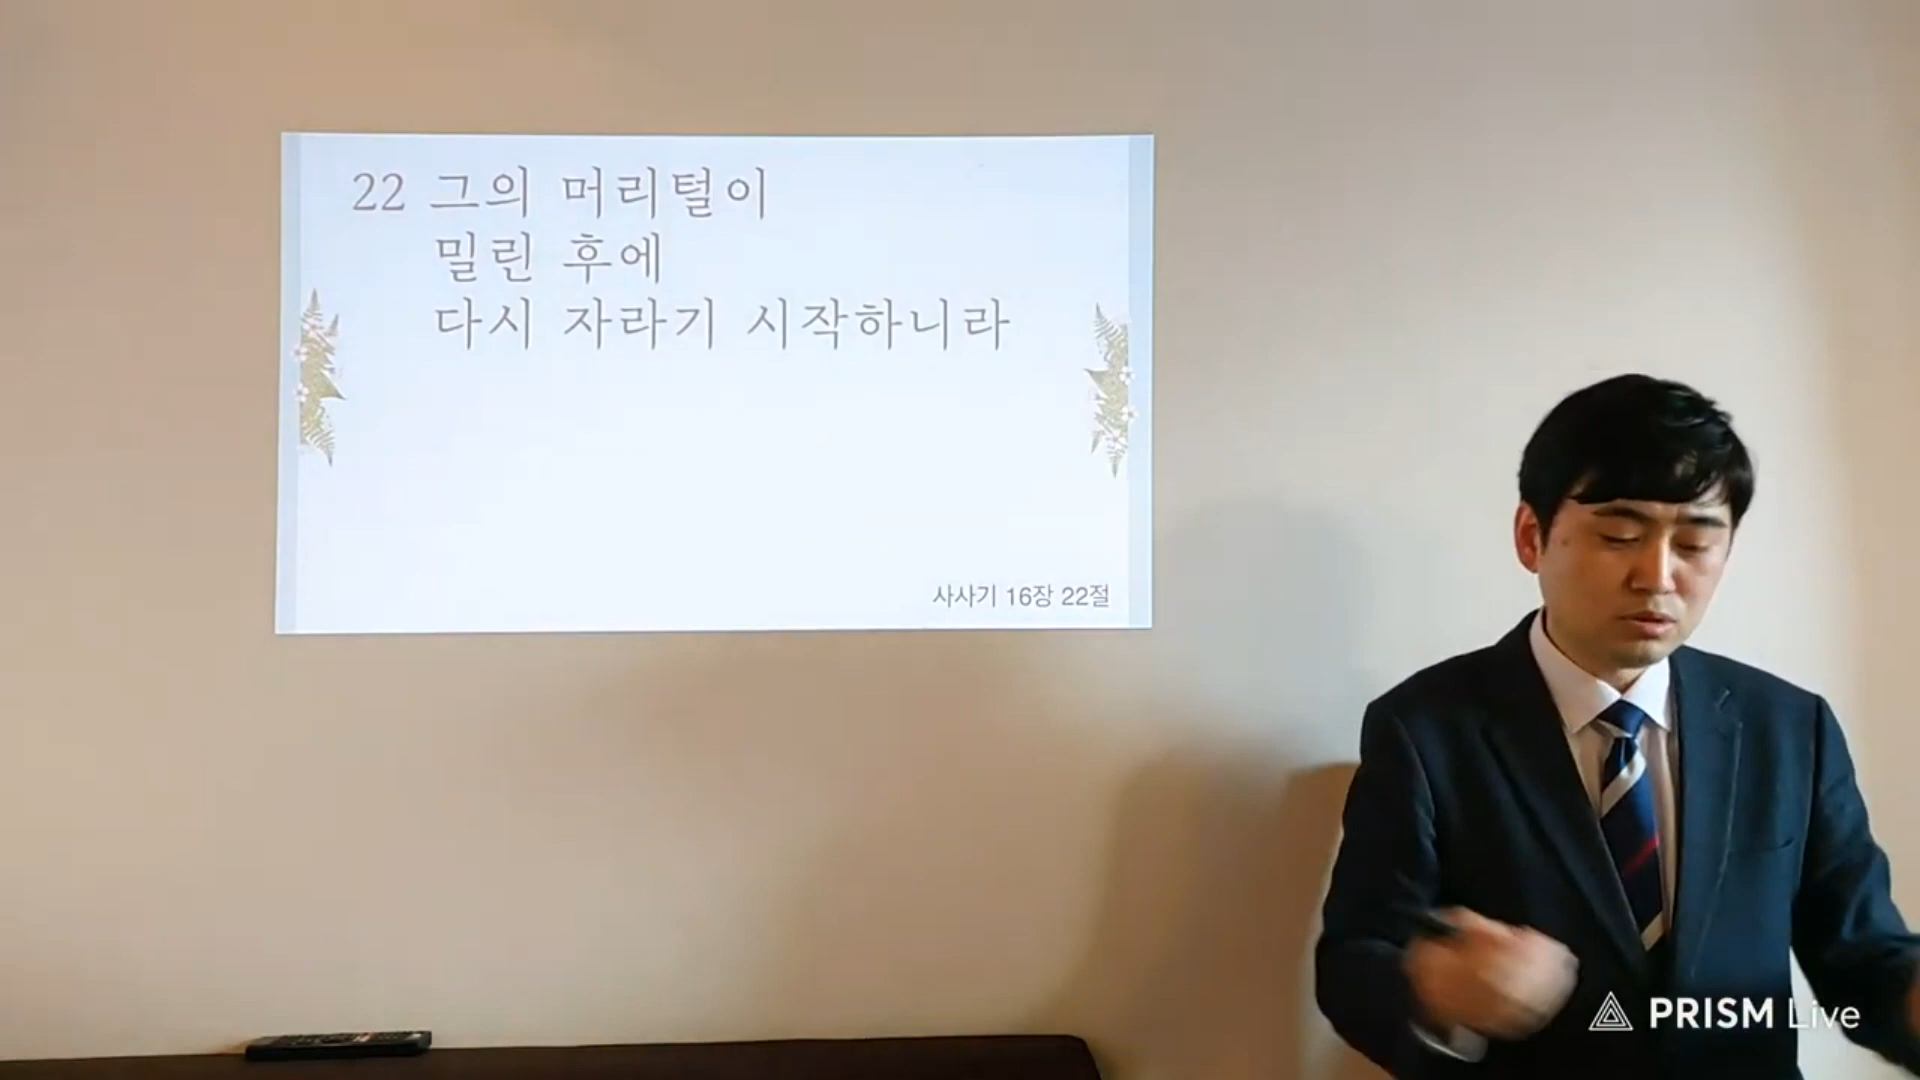 22 그의 머리털이
밀린 후에
다시 자라기 시작하니라
사사기 16장 22절
PRISM Live